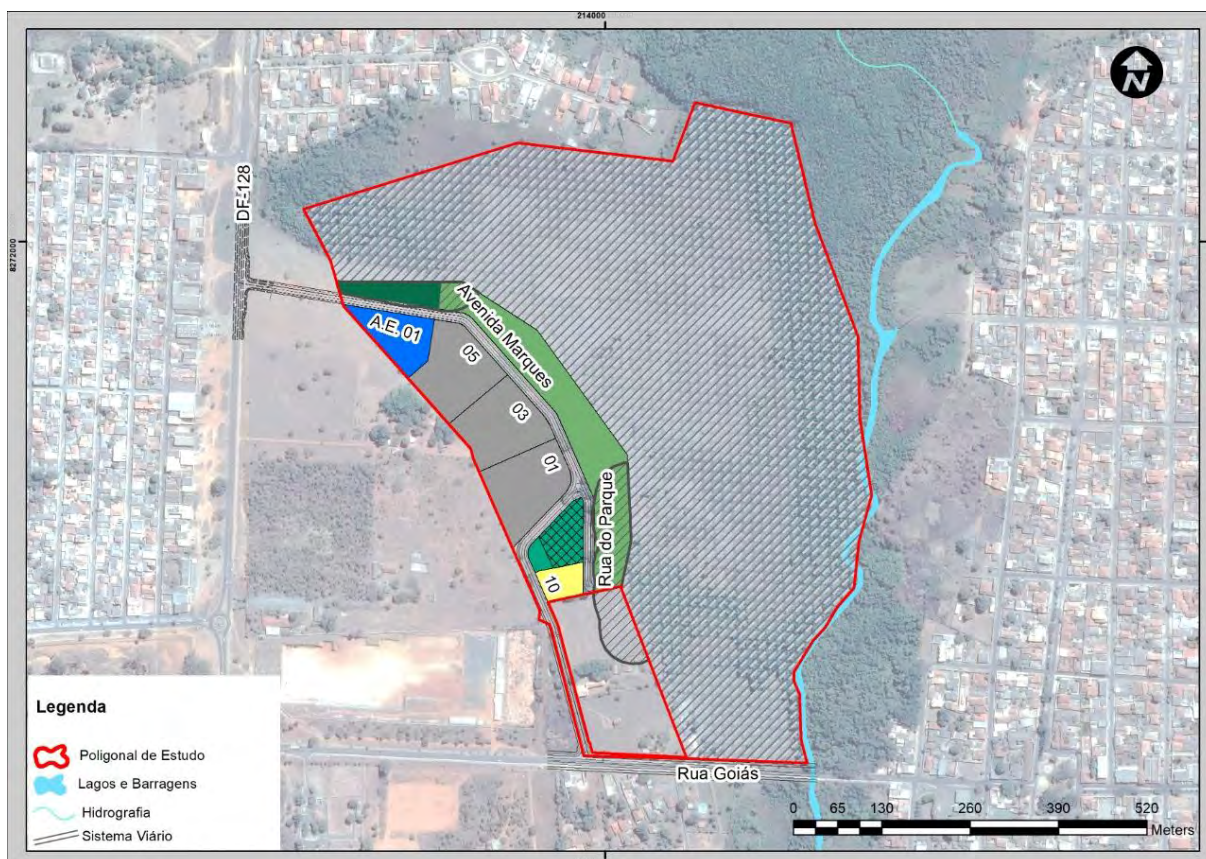 214000
N
DF-128
8272000
Avenida Marques
A.E. 01
05
03
01
Rua do Parque
10
Legenda
Poligonal de Estudo
Lagos e Barragens
Hidrografia
Sistema Viário
Rua Goiás
0 65 130 260 390 520
Meters